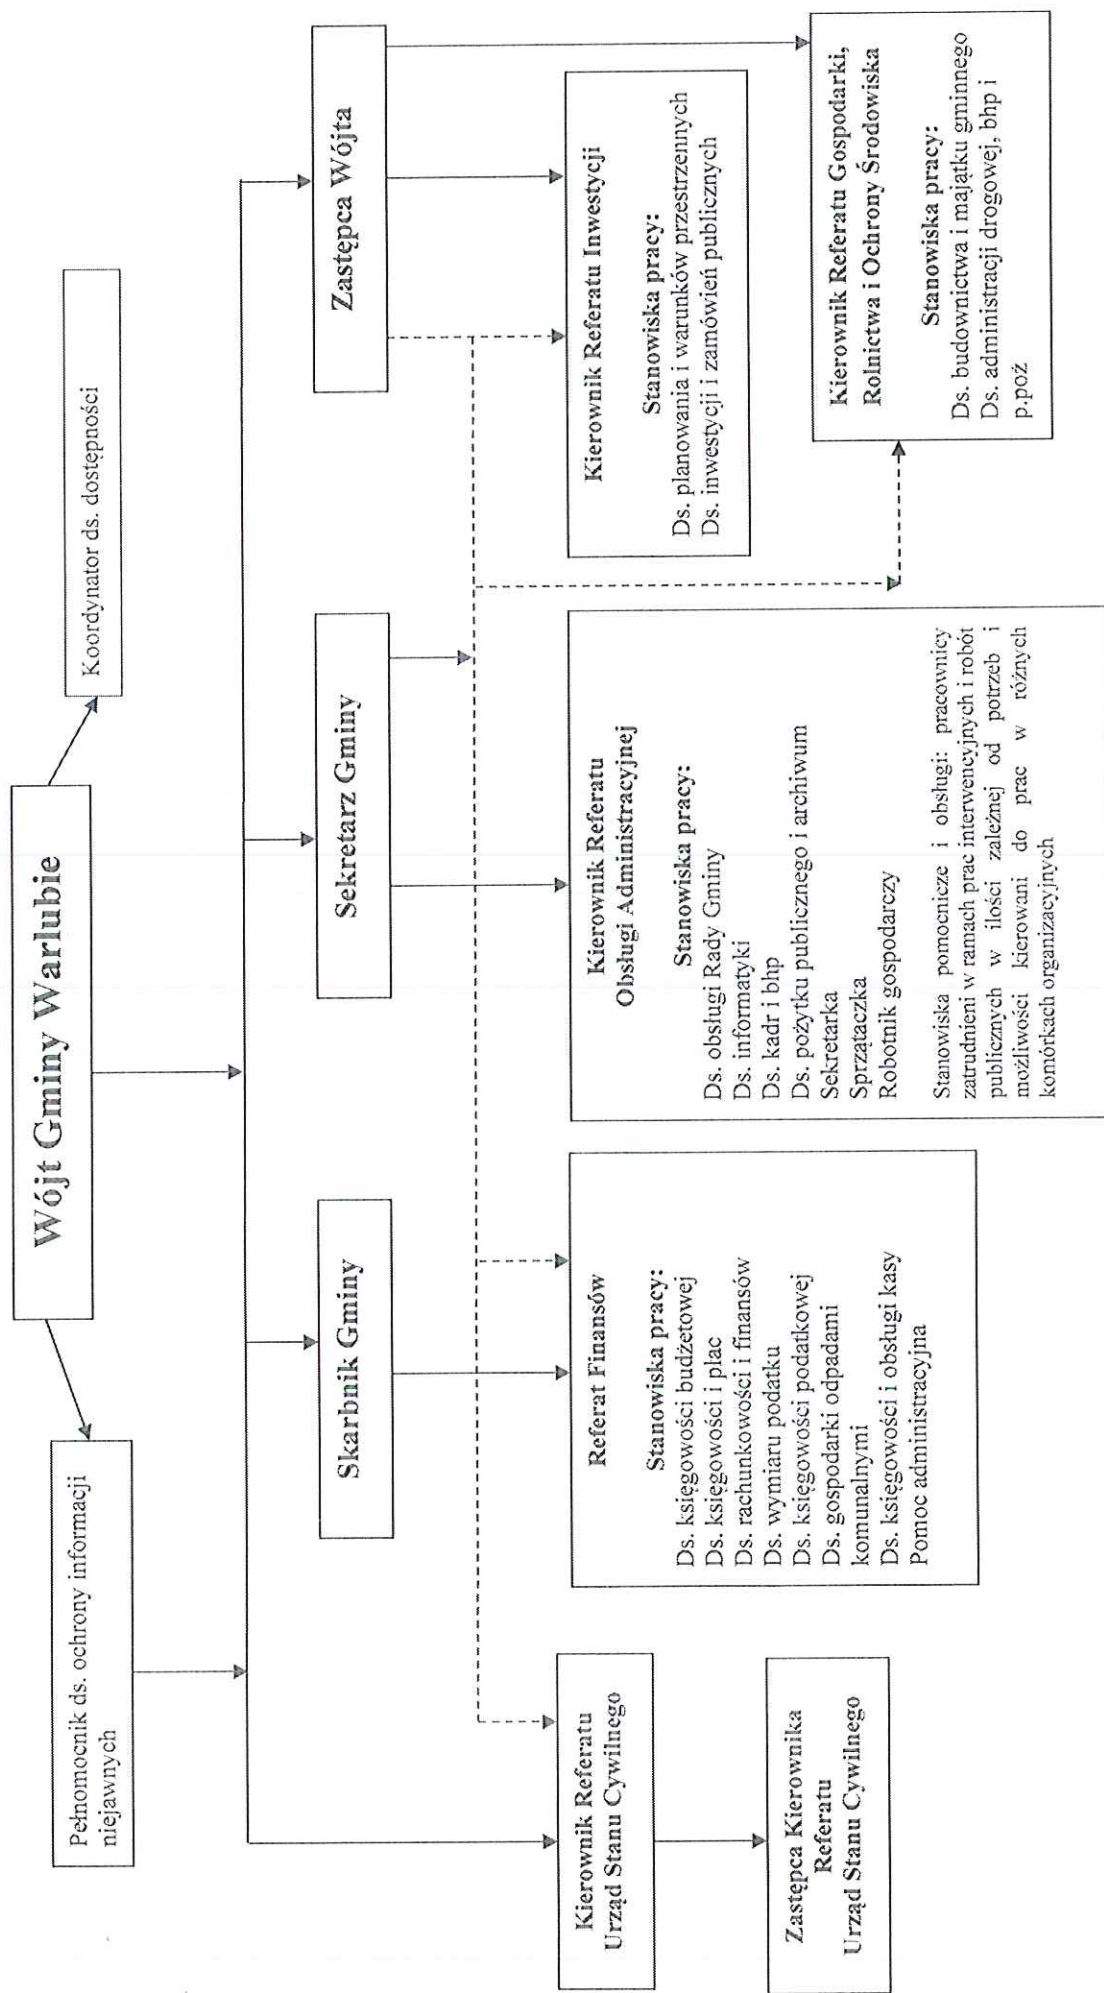 Wójt Gminy Warlubie
Pełnomocnik ds. ochrony informacji
niejawnych
Koordynator ds. dostępności
Skarbnik Gminy
Sekretarz Gminy
Zastępca Wójta
Kierownik Referatu
Urząd Stanu Cywilnego
Zastępca Kierownika
Referatu
Urząd Stanu Cywilnego
Referat Finansów
Stanowiska pracy:
Ds. księgowości budżetowej
Ds. księgowości i płac
Ds. rachunkowości i finansów
Ds. wymiaru podatku
Ds. księgowości podatkowej
Ds. gospodarki odpadami
komunalnymi
Ds. księgowości i obsługi kasy
Pomoc administracyjna
Kierownik Referatu
Obsługi Administracyjnej
Stanowiska pracy:
Ds. obsługi Rady Gminy
Ds. informatyki
Ds. kadr i bhp
Ds. pożytku publicznego i archiwum
Sekretarka
Sprzątaczka
Robotnik gospodarczy
Stanowiska pomocnicze i obsługi: pracownicy
zatrudnieni w ramach prac interwencyjnych i robót
publicznych w ilości zależnej od potrzeb i
możliwości kierowani do prac w różnych
komórkach organizacyjnych
Kierownik Referatu Inwestycji
Stanowiska pracy:
Ds. planowania i warunków przestrzennych
Ds. inwestycji i zamówień publicznych
Kierownik Referatu Gospodarki,
Rolnictwa i Ochrony Środowiska
Stanowiska pracy:
Ds. budownictwa i majątku gminnego
Ds. administracji drogowej, bhp i
p.poż